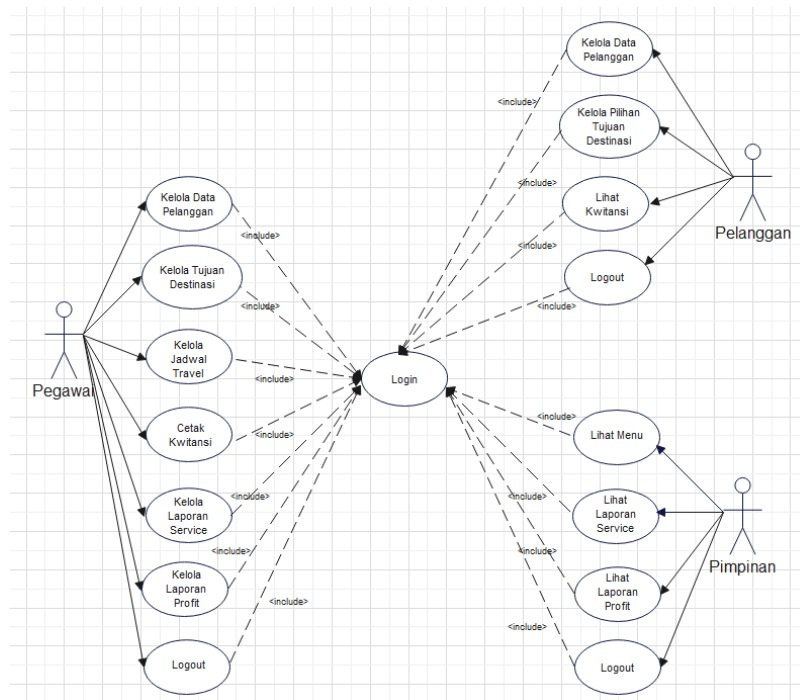 Kelola Data
Pelanggan
<include>
Kelola Pilihan
Tujuan
Destinasi
<include>
Lihat
Kwitansi
<include>
Logout
<include>
Pelanggan
Kelola Data
Pelanggan
<include>
Kelola Tujuan
Destinasi
<include>
Kelola
Jadwal
Travel
<include>
Cetak
Kwitansi
<include>
Kelola
Laporan
Service
<include>
Kelola
Laporan
Profit
<include>
Logout
<include>
Pegawai
Login
Lihat Menu
<include>
Lihat
Laporan
Service
<include>
Lihat
Laporan
Profit
<include>
Logout
<include>
Pimpinan